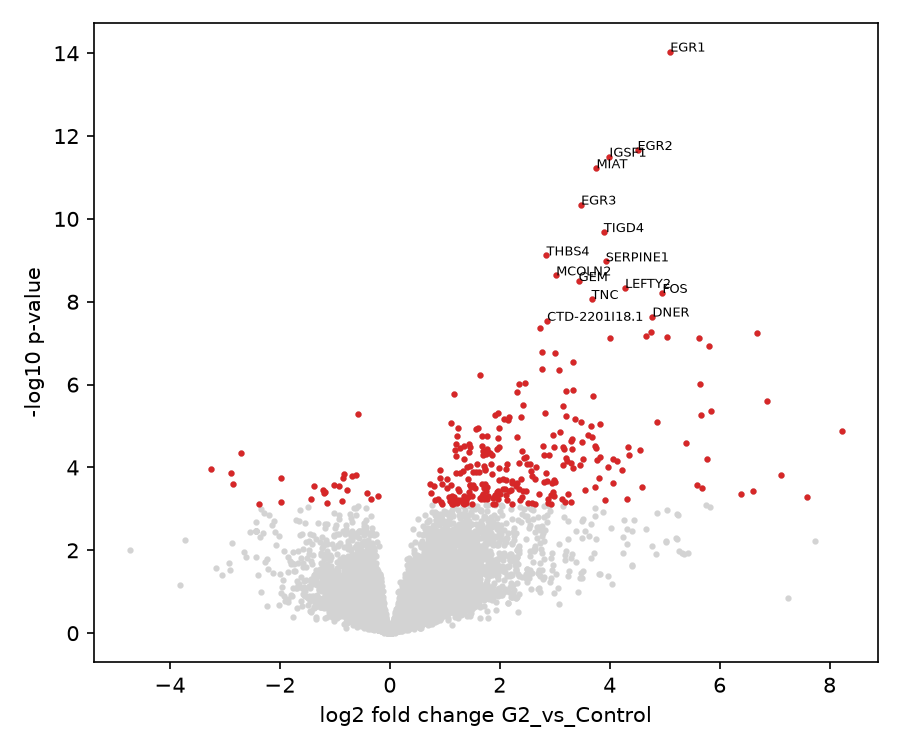 14
12
10
8
6
4
2
0
EGR1
EGR2
IGSF1
MIAT
EGR3
TIGD4
THBS4
SERPINE1
MCOLN2
GEM
LEFTY2
FOS
TNC
DNER
CTD-2201I18.1
-log10 p-value
−4
−2
0
2
4
6
8
log2 fold change G2_vs_Control